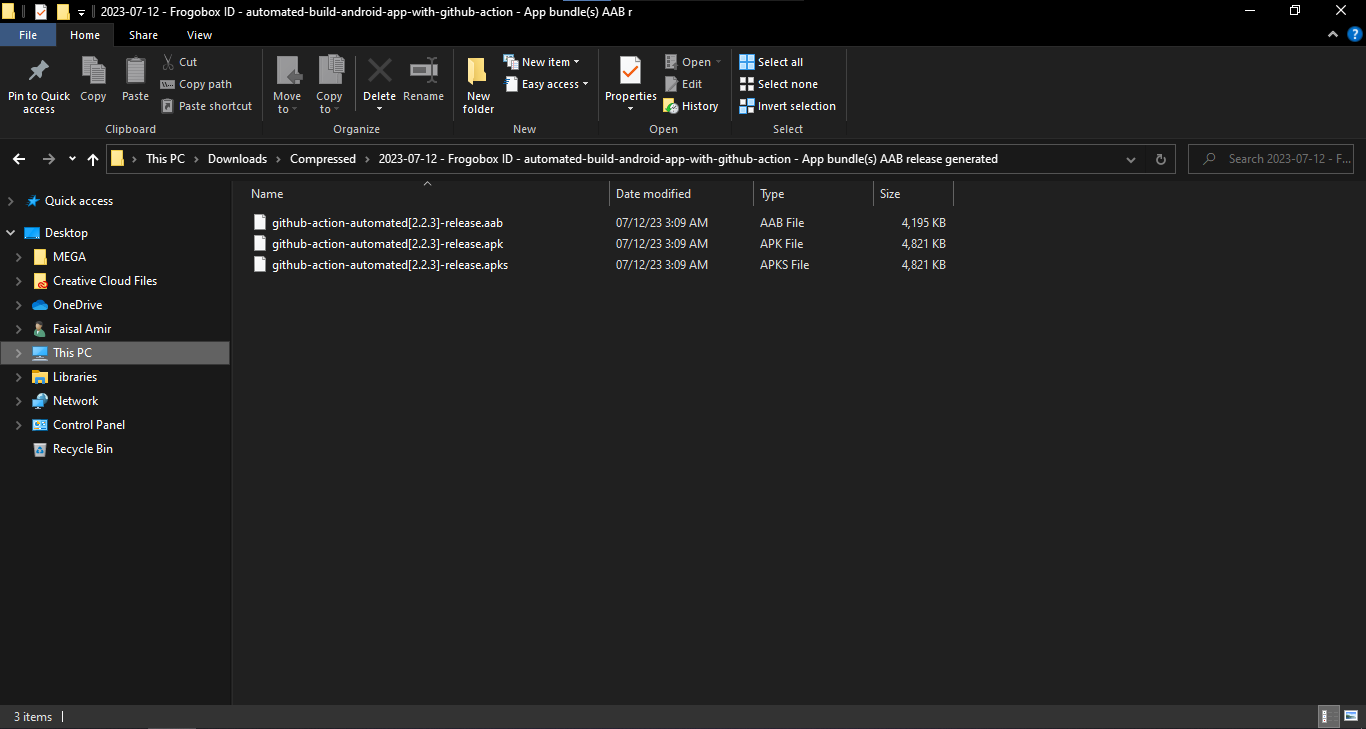 2023-07-12 - Frogobox ID - automated-build-android-app-with-github-action - App bundle(s) AAB r
File Home Share View
Pin to Quick access
Copy
Paste
Cut
Copy path
Paste shortcut
Clipboard
Move to
Copy to
Delete
Rename
Organize
New folder
New item
Easy access
New
Properties
Open
Edit
History
Open
Select all
Select none
Invert selection
Select
This PC Downloads Compressed 2023-07-12 - Frogobox ID - automated-build-android-app-with-github-action - App bundle(s) AAB release generated
Search 2023-07-12 - F...
Quick access
Desktop
MEGA
Creative Cloud Files
OneDrive
Faisal Amir
This PC
Libraries
Network
Control Panel
Recycle Bin
Name Date modified Type Size
github-action-automated[2.2.3]-release.aab 07/12/23 3:09 AM AAB File 4,195 KB
github-action-automated[2.2.3]-release.apk 07/12/23 3:09 AM APK File 4,821 KB
github-action-automated[2.2.3]-release.apks 07/12/23 3:09 AM APKS File 4,821 KB
3 items